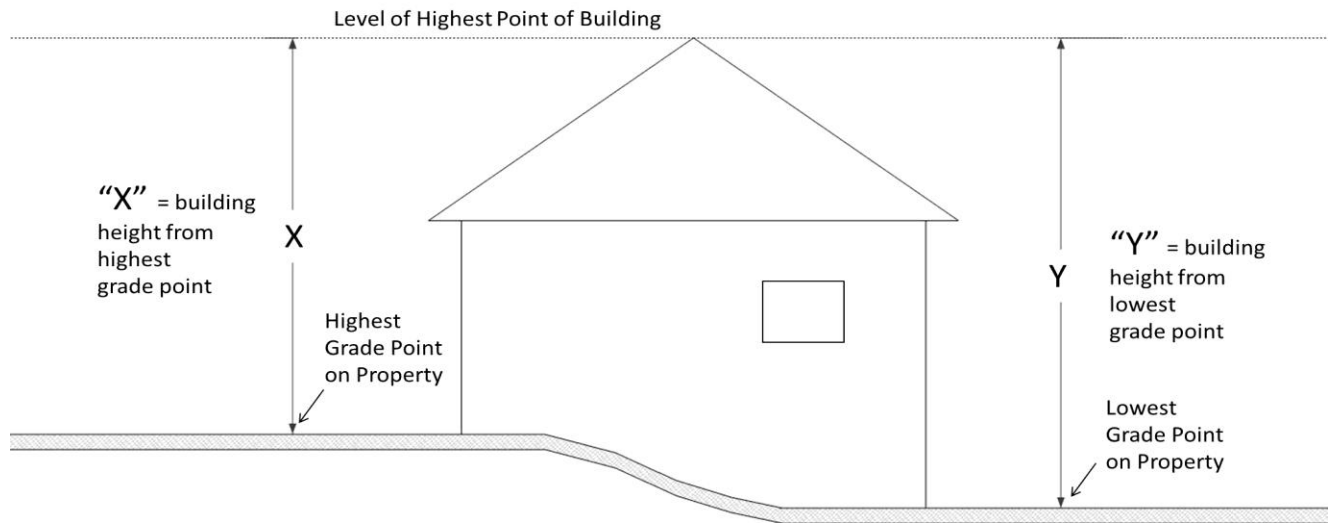 Level of Highest Point of Building
“X” = building
height from
highest
grade point
X
Highest
Grade Point
on Property
Y
“Y” = building
height from
lowest
grade point
Lowest
Grade Point
on Property